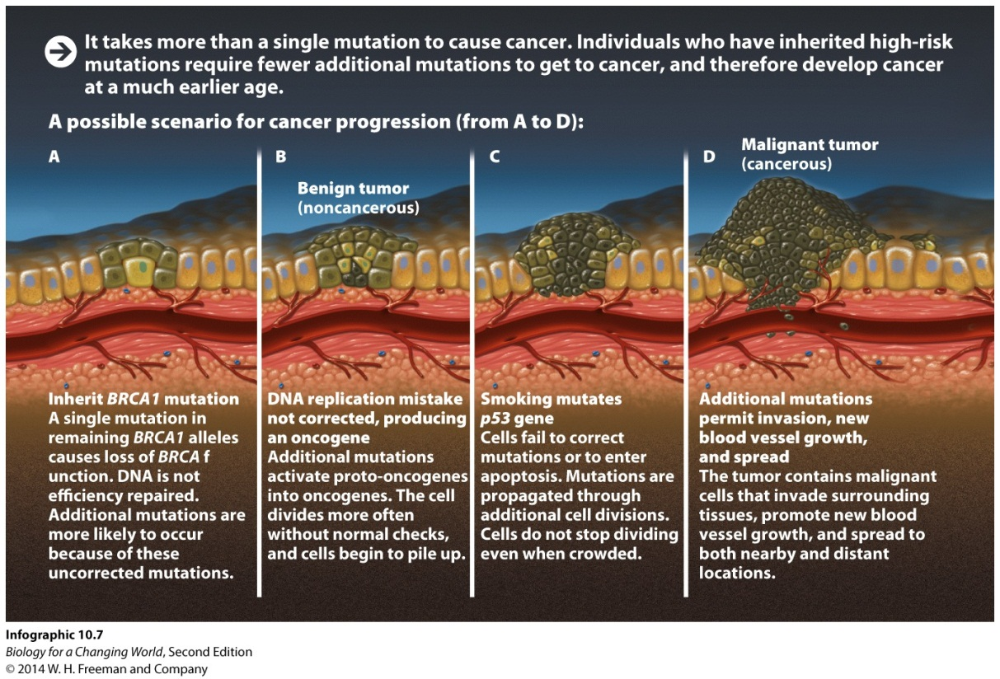 It takes more than a single mutation to cause cancer. Individuals who have inherited high-risk
mutations require fewer additional mutations to get to cancer, and therefore develop cancer
at a much earlier age.
A possible scenario for cancer progression (from A to D):
A
Inherit BRCA1 mutation
A single mutation in
remaining BRCA1 alleles
causes loss of BRCA f
unction. DNA is not
efficiency repaired.
Additional mutations are
more likely to occur
because of these
uncorrected mutations.
B
Benign tumor
(noncancerous)
DNA replication mistake
not corrected, producing
an oncogene
Additional mutations
activate proto-oncogenes
into oncogenes. The cell
divides more often
without normal checks,
and cells begin to pile up.
C
Smoking mutates
p53 gene
Cells fail to correct
mutations or to enter
apoptosis. Mutations are
propagated through
additional cell divisions.
Cells do not stop dividing
even when crowded.
D
Malignant tumor
(cancerous)
Additional mutations
permit invasion, new
blood vessel growth,
and spread
The tumor contains malignant
cells that invade surrounding
tissues, promote new blood
vessel growth, and spread to
both nearby and distant
locations.
Infographic 10.7
Biology for a Changing World, Second Edition
© 2014 W. H. Freeman and Company